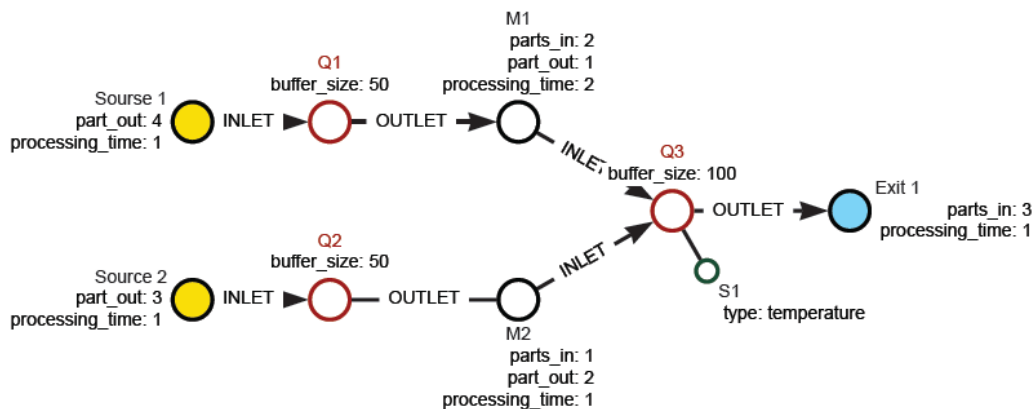 M1
parts_in: 2
part_out: 1
processing_time: 2
Q1
buffer_size: 50
Sourse 1
part_out: 4
processing_time: 1
INLET
OUTLET
INLET
Q3
buffer_size: 100
Exit 1
parts_in: 3
processing_time: 1
OUTLET
Q2
buffer_size: 50
Source 2
part_out: 3
processing_time: 1
INLET
OUTLET
INLET
S1
type: temperature
M2
parts_in: 1
part_out: 2
processing_time: 1